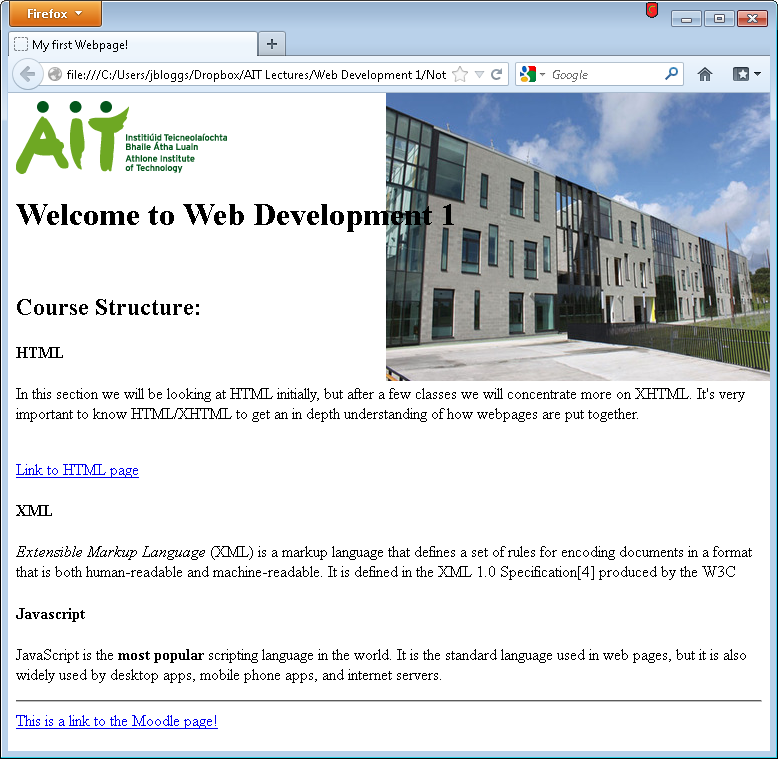 Firefox
My first Webpage!
file:///C:/Users/jbloggs/Dropbox/AIT Lectures/Web Development 1/Not
Google
AIT
Institiúid Teicneolaíochta
Bhaile Átha Luain
Athlone Institute
of Technology
Welcome to Web Development 1
Course Structure:
HTML
In this section we will be looking at HTML initially, but after a few classes we will concentrate more on XHTML. It's very
important to know HTML/XHTML to get an in depth understanding of how webpages are put together.
Link to HTML page
XML
Extensible Markup Language (XML) is a markup language that defines a set of rules for encoding documents in a format
that is both human-readable and machine-readable. It is defined in the XML 1.0 Specification[4] produced by the W3C
Javascript
JavaScript is the most popular scripting language in the world. It is the standard language used in web pages, but it is also
widely used by desktop apps, mobile phone apps, and internet servers.
This is a link to the Moodle page!